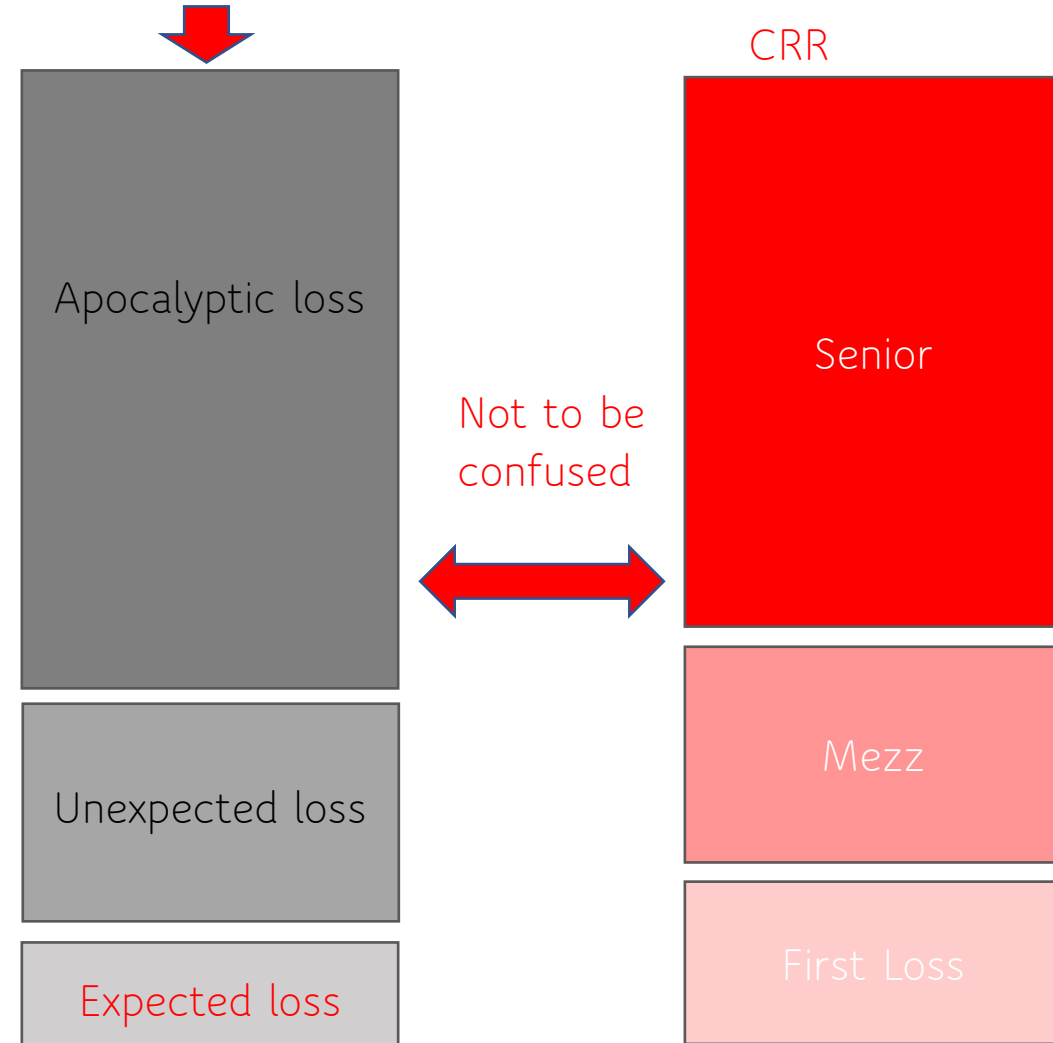 CRR
Apocalyptic loss
Senior
Not to be
confused
Mezz
Unexpected loss
First Loss
Expected loss